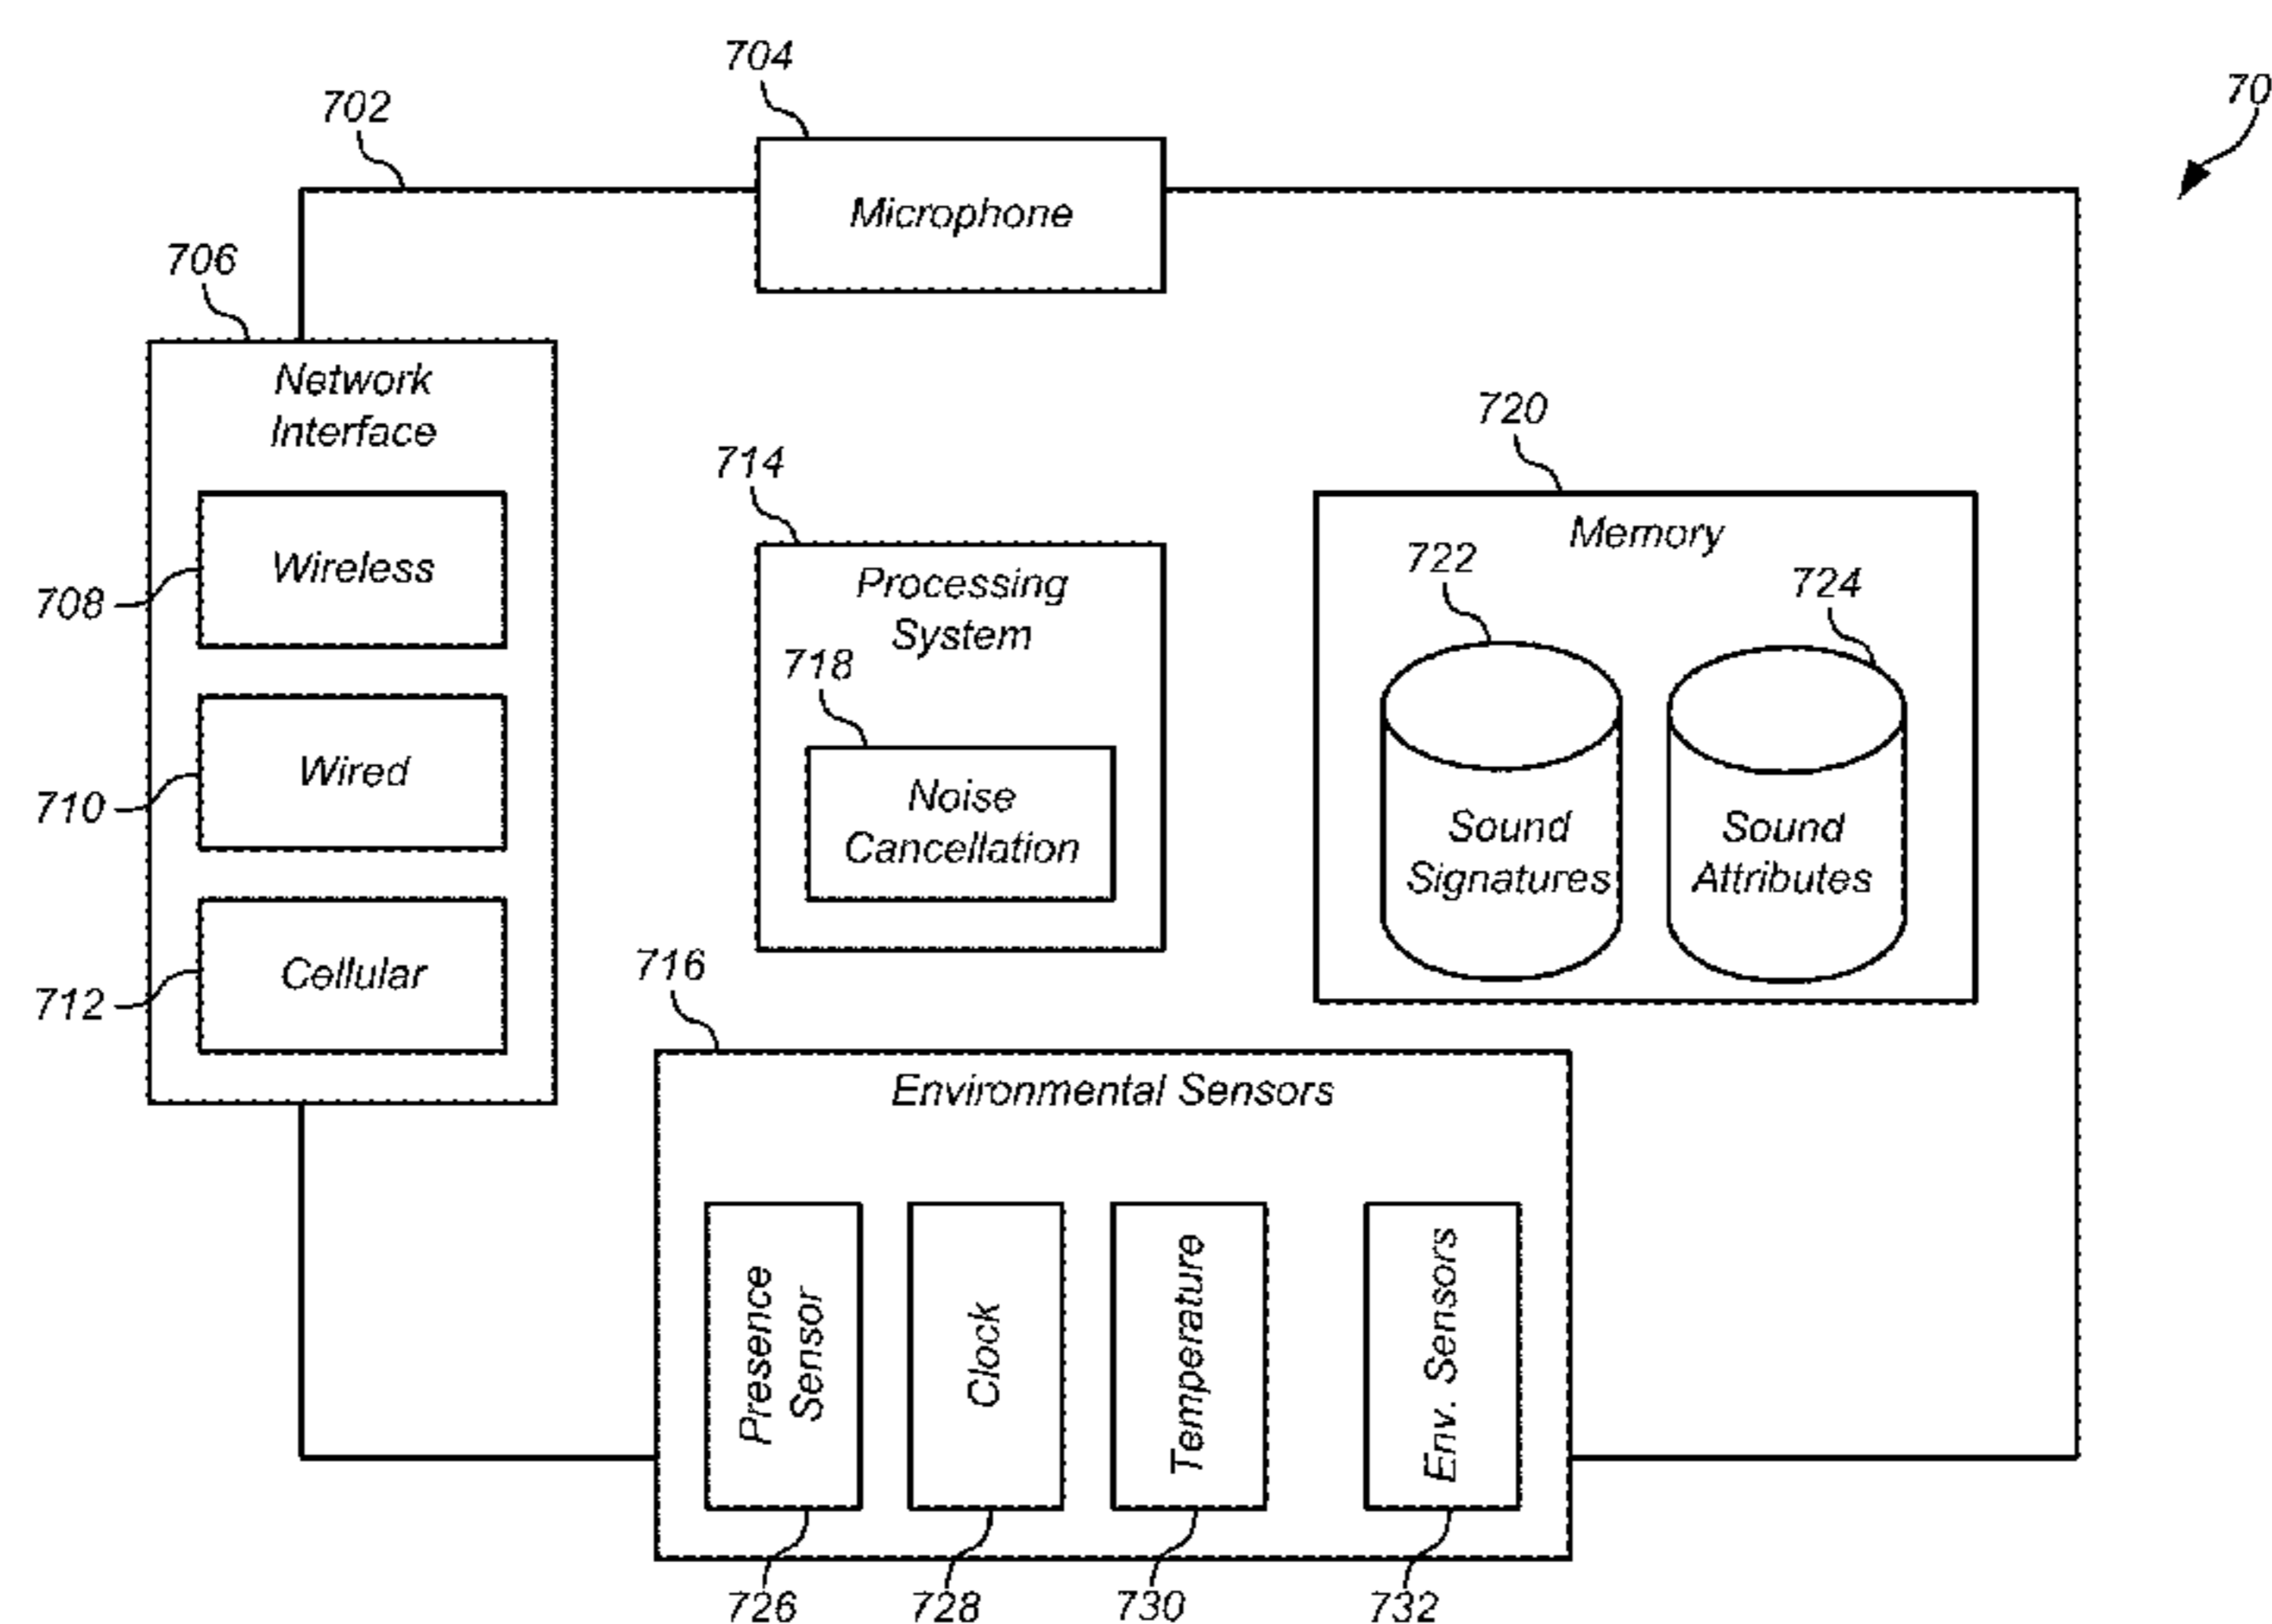 704
70
702
Microphone
706
Network
Interface
720
714
Memory
722
724
Wireless
Processing
System
708
718
Wired
Noise
Cancellation
710
Sound
Signatures
Sound
Attributes
716
Cellular
712
Environmental Sensors
Presence
Sensor
Clock
Temperature
Env. Sensors
726
728
730
732